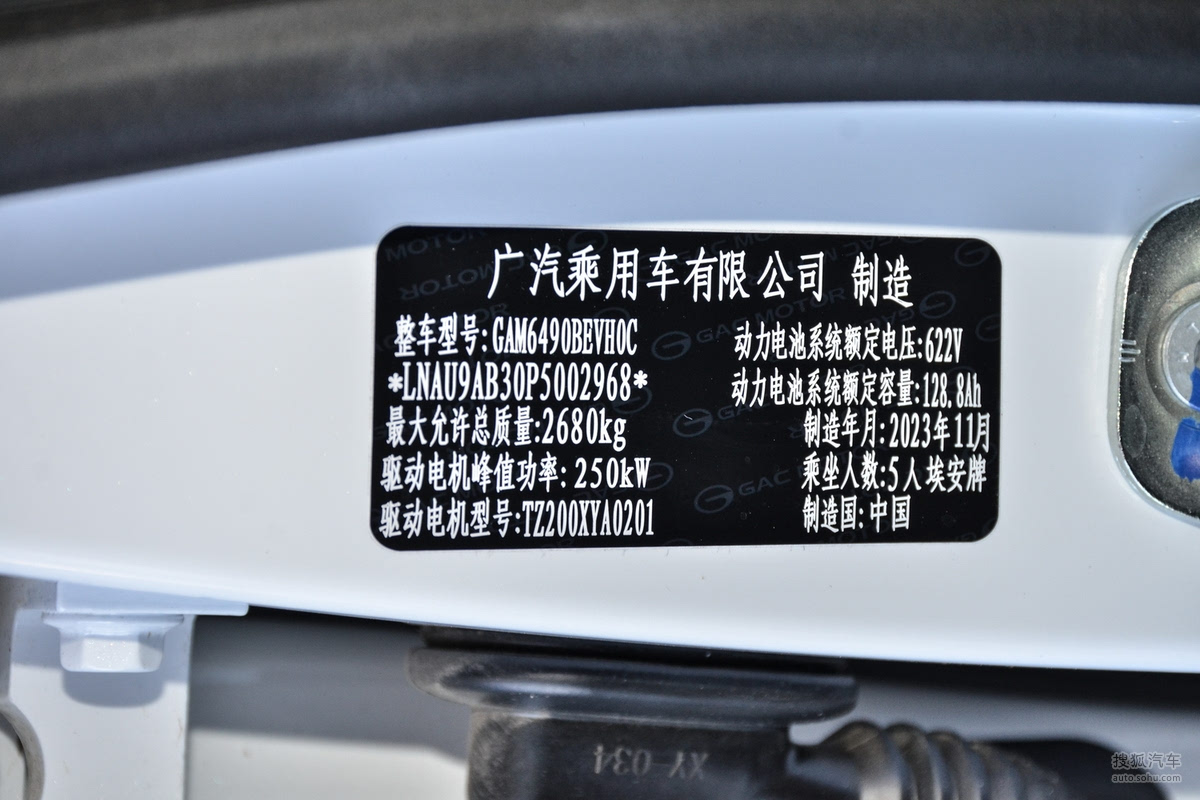 广汽乘用车有限公司 制造
整车型号:GAM6490BEVH0C
*LNAU9AB30P5002968*
最大允许总质量:2680kg
驱动电机峰值功率:250kW
驱动电机型号:TZ200XYA0201
动力电池系统额定电压:622V
动力电池系统额定容量:128.8Ah
制造年月:2023年11月
乘坐人数:5人 埃安牌
制造国:中国
GAC MOTOR
XY-034
搜狐汽车
auto.sohu.com